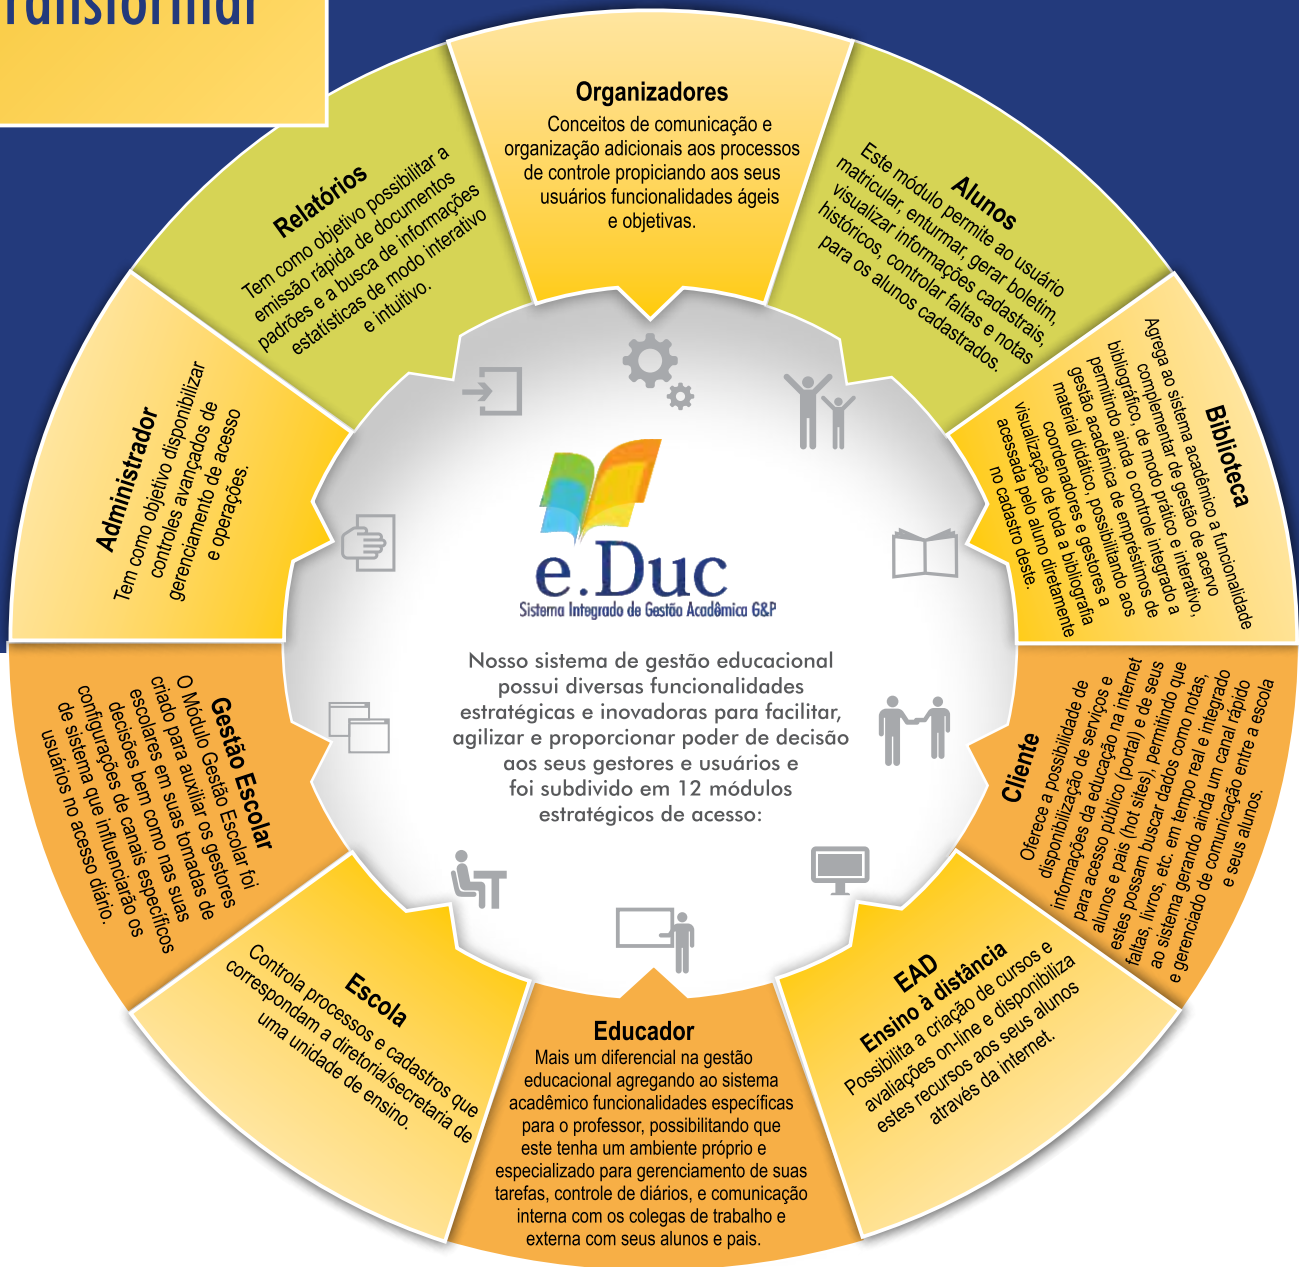 ransformar
Organizadores
Conceitos de comunicação e
organização adicionais aos processos
de controle propiciando aos seus
usuários funcionalidades ágeis
e objetivas.
Alunos
Este módulo permite ao usuário
matricular, enturmar, gerar boletim,
visualizar informações cadastrais,
históricos, controlar faltas e notas
para os alunos cadastrados.
Biblioteca
Agrega ao sistema acadêmico a funcionalidade
complementar de gestão de acervo
bibliográfico, de modo prático e interativo,
permitindo ainda o controle integrado a
gestão acadêmica de empréstimos de
material didático, possibilitando aos
coordenadores e gestores a
visualização de toda a bibliografia
acessada pelo aluno diretamente
no cadastro deste.
Cliente
Oferece a possibilidade de
disponibilização de serviços e
informações da educação na internet
para acesso público (portal) e de seus
alunos e pais (hot sites), permitindo que
estes possam buscar dados como notas,
faltas, livros, etc. em tempo real e integrado
ao sistema gerando ainda um canal rápido
e gerenciado de comunicação entre a escola
e seus alunos.
EAD
Ensino à distância
Possibilita a criação de cursos e
avaliações on-line e disponibiliza
estes recursos aos seus alunos
através da internet.
Educador
Mais um diferencial na gestão
educacional agregando ao sistema
acadêmico funcionalidades específicas
para o professor, possibilitando que
este tenha um ambiente próprio e
especializado para gerenciamento de suas
tarefas, controle de diários, e comunicação
interna com os colegas de trabalho e
externa com seus alunos e pais.
Escola
Controla processos e cadastros que
correspondam a diretoria/secretaria de
uma unidade de ensino.
Gestão Escolar
O Módulo Gestão Escolar foi
criado para auxiliar os gestores
escolares em suas tomadas de
decisões bem como nas suas
configurações de canais específicos
de sistema que influenciarão os
usuários no acesso diário.
Administrador
Tem como objetivo disponibilizar
controles avançados de
gerenciamento de acesso
e operações.
Relatórios
Tem como objetivo possibilitar a
emissão rápida de documentos
padrões e a busca de informações
estatísticas de modo interativo
e intuitivo.
e.Duc
Sistema Integrado de Gestão Acadêmica G&P
Nosso sistema de gestão educacional
possui diversas funcionalidades
estratégicas e inovadoras para facilitar,
agilizar e proporcionar poder de decisão
aos seus gestores e usuários e
foi subdivido em 12 módulos
estratégicos de acesso: